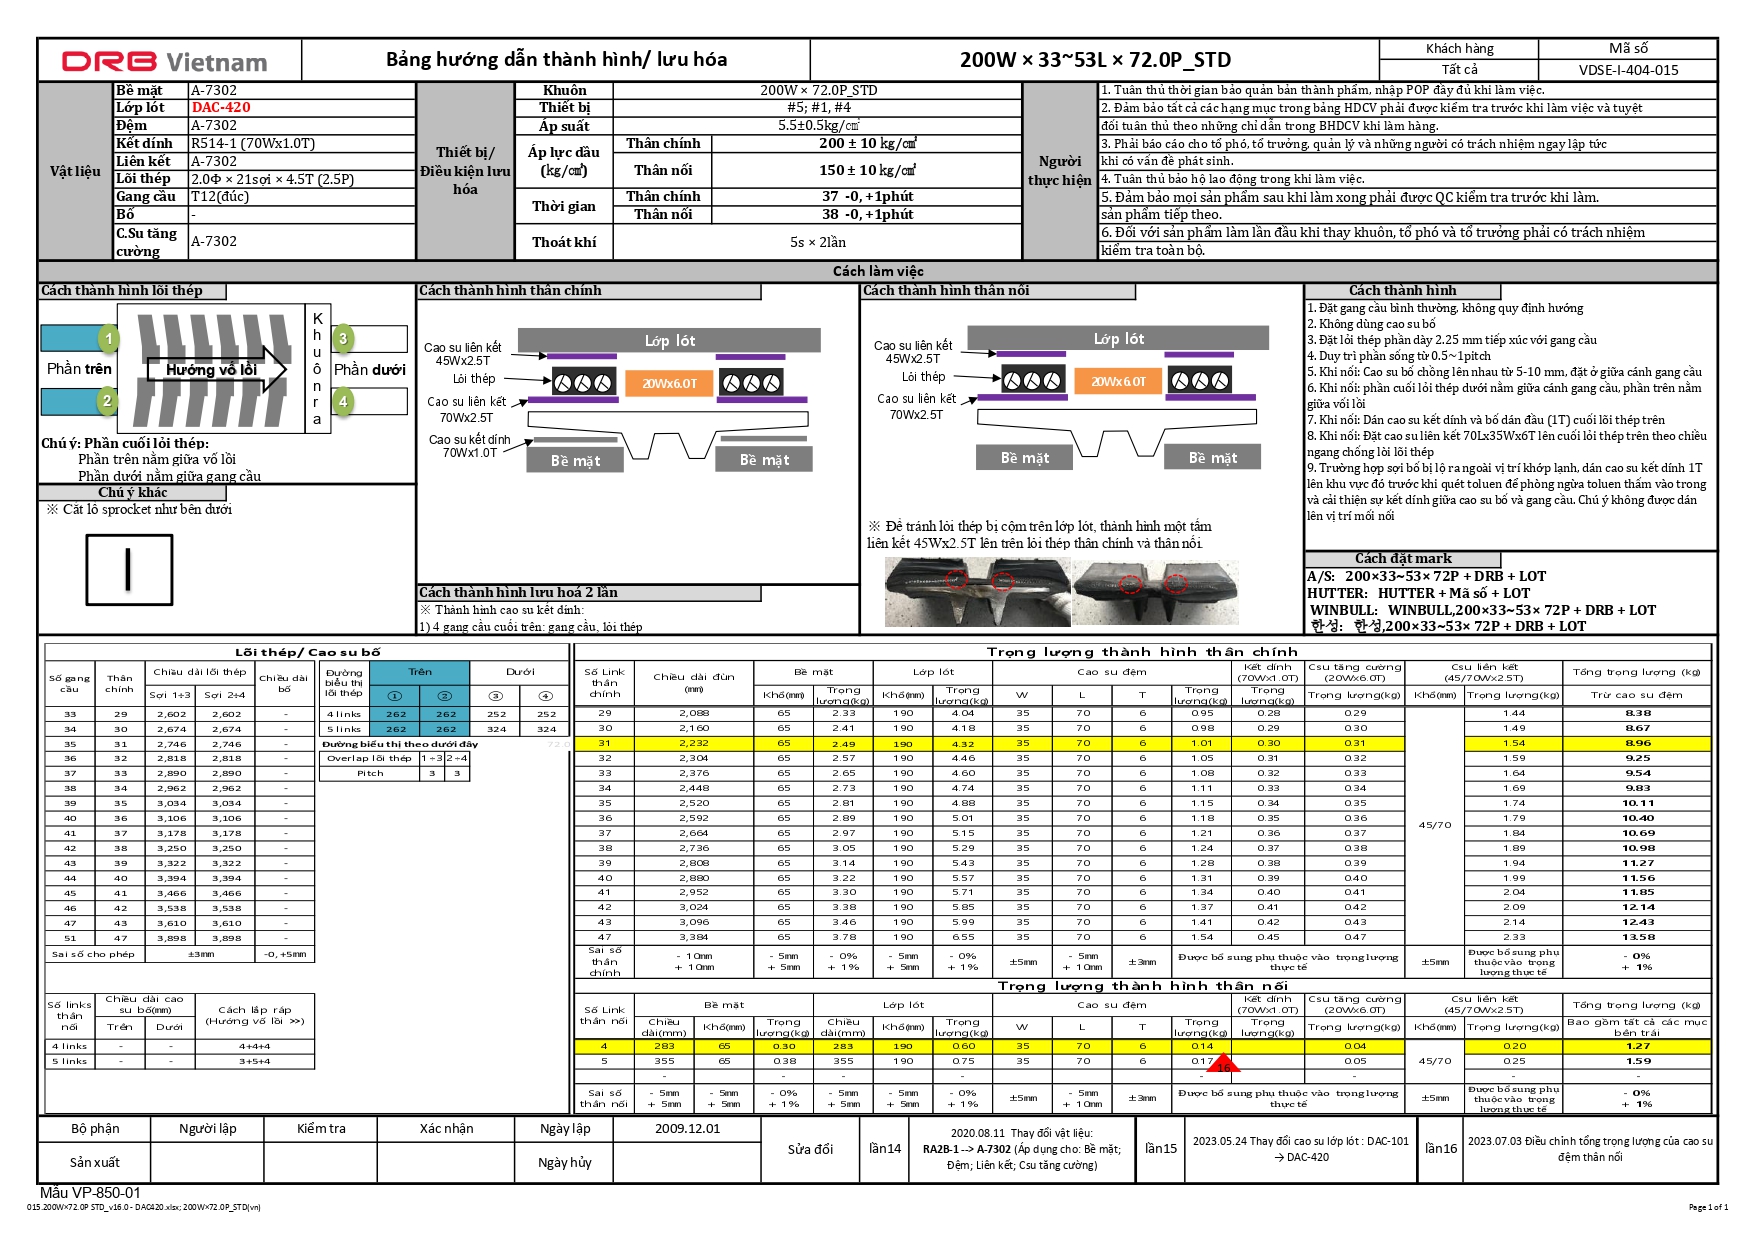 DRB Vietnam
Bảng hướng dẫn thành hình/ lưu hóa
200W × 33~53L × 72.0P_STD
Khách hàng
Mã số
Tất cả
VDSE-I-404-015
Vật liệu
Bề mặt A-7302
Lớp lót DAC-420
Đệm A-7302
Kết dính R514-1 (70Wx1.0T)
Liên kết A-7302
Lõi thép 2.0Φ × 21sợi × 4.5T (2.5P)
Gang cầu T12(đúc)
Bố -
C.Su tăng cường A-7302
Thiết bị/ Điều kiện lưu hóa
Khuôn 200W × 72.0P_STD
Thiết bị #5; #1, #4
Áp suất 5.5±0.5kg/㎠
Áp lực dầu (kg/㎠)
Thân chính 200 ± 10 kg/㎠
Thân nối 150 ± 10 kg/㎠
Thời gian
Thân chính 37 -0, +1phút
Thân nối 38 -0, +1phút
Thoát khí 5s × 2lần
Người thực hiện
1. Tuân thủ thời gian bảo quản bản thành phẩm, nhập POP đầy đủ khi làm việc.
2. Đảm bảo tất cả các hạng mục trong bảng HDCV phải được kiểm tra trước khi làm việc và tuyệt
đối tuân thủ theo những chỉ dẫn trong BHDCV khi làm hàng.
3. Phải báo cáo cho tổ phó, tổ trưởng, quản lý và những người có trách nhiệm ngay lập tức
khi có vấn đề phát sinh.
4. Tuân thủ bảo hộ lao động trong khi làm việc.
5. Đảm bảo mọi sản phẩm sau khi làm xong phải được QC kiểm tra trước khi làm.
sản phẩm tiếp theo.
6. Đối với sản phẩm làm lần đầu khi thay khuôn, tổ phó và tổ trưởng phải có trách nhiệm
kiểm tra toàn bộ.
Cách làm việc
Cách thành hình lõi thép
1
2
3
4
Phần trên
Hướng vố lồi
Khuôn ra
Phần dưới
Chú ý: Phần cuối lõi thép:
Phần trên nằm giữa vố lồi
Phần dưới nằm giữa gang cầu
Chú ý khác
※ Cắt lỗ sprocket như bên dưới
Cách thành hình thân chính
Lớp lót
Cao su liên kết
45Wx2.5T
Lõi thép
20Wx6.0T
Cao su liên kết
70Wx2.5T
Cao su kết dính
70Wx1.0T
Bề mặt
Bề mặt
Cách thành hình lưu hoá 2 lần
※ Thành hình cao su kết dính:
1) 4 gang cầu cuối trên: gang cầu, lõi thép
Cách thành hình thân nối
Lớp lót
Cao su liên kết
45Wx2.5T
Lõi thép
20Wx6.0T
Cao su liên kết
70Wx2.5T
Bề mặt
Bề mặt
※ Để tránh lõi thép bị cộm trên lớp lót, thành hình một tấm
liên kết 45Wx2.5T lên trên lõi thép thân chính và thân nối.
Cách thành hình
1. Đặt gang cầu bình thường, không quy định hướng
2. Không dùng cao su bố
3. Đặt lõi thép phần dày 2.25 mm tiếp xúc với gang cầu
4. Duy trì phần sống từ 0.5~1pitch
5. Khi nối: Cao su bố chồng lên nhau từ 5-10 mm, đặt ở giữa cánh gang cầu
6. Khi nối: phần cuối lỏi thép dưới nằm giữa cánh gang cầu, phần trên nằm
giữa vối lồi
7. Khi nối: Dán cao su kết dính và bố dán đầu (1T) cuối lõi thép trên
8. Khi nối: Đặt cao su liên kết 70Lx35Wx6T lên cuối lỏi thép trên theo chiều
ngang chống lòi lõi thép
9. Trường hợp sợi bố bị lộ ra ngoài vị trí khớp lạnh, dán cao su kết dính 1T
lên khu vực đó trước khi quét toluen để phòng ngừa toluen thấm vào trong
và cải thiện sự kết dính giữa cao su bố và gang cầu. Chú ý không được dán
lên vị trí mối nối
Cách đặt mark
A/S: 200×33~53× 72P + DRB + LOT
HUTTER: HUTTER + Mã số + LOT
WINBULL: WINBULL,200×33~53× 72P + DRB + LOT
한성: 한성,200×33~53× 72P + DRB + LOT
Lõi thép/ Cao su bố
Số gang cầu | Thân chính | Chiều dài lõi thép | Chiều dài bố
Sợi 1÷3 | Sợi 2÷4
33 29 2,602 2,602 -
34 30 2,674 2,674 -
35 31 2,746 2,746 -
36 32 2,818 2,818 -
37 33 2,890 2,890 -
38 34 2,962 2,962 -
39 35 3,034 3,034 -
40 36 3,106 3,106 -
41 37 3,178 3,178 -
42 38 3,250 3,250 -
43 39 3,322 3,322 -
44 40 3,394 3,394 -
45 41 3,466 3,466 -
46 42 3,538 3,538 -
47 43 3,610 3,610 -
51 47 3,898 3,898 -
Sai số cho phép ±3mm -0, +5mm
Đường biểu thị lõi thép | Trên | Dưới
① ② ③ ④
4 links 262 262 252 252
5 links 262 262 324 324
Đường biểu thị theo dưới đây 72.0
Overlap lõi thép 1÷3 2÷4
Pitch 3 3
Số links thân nối | Chiều dài cao su bố(mm) | Cách lắp ráp (Hướng vố lồi >>)
Trên | Dưới
4 links - - 4+4+4
5 links - - 3+5+4
Trọng lượng thành hình thân chính
Số Link thân chính | Chiều dài đùn (mm) | Bề mặt | Lớp lót | Cao su đệm | Kết dính (70Wx1.0T) | Csu tăng cường (20Wx6.0T) | Csu liên kết (45/70Wx2.5T) | Tổng trọng lượng (kg)
Khổ(mm) | Trọng lượng(kg) | Khổ(mm) | Trọng lượng(kg) | W | L | T | Trọng lượng(kg) | Trọng lượng(kg) | Trọng lượng(kg) | Khổ(mm) | Trọng lượng(kg) | Trừ cao su đệm
29 2,088 65 2.33 190 4.04 35 70 6 0.95 0.28 0.29 1.44 8.38
30 2,160 65 2.41 190 4.18 35 70 6 0.98 0.29 0.30 1.49 8.67
31 2,232 65 2.49 190 4.32 35 70 6 1.01 0.30 0.31 1.54 8.96
32 2,304 65 2.57 190 4.46 35 70 6 1.05 0.31 0.32 1.59 9.25
33 2,376 65 2.65 190 4.60 35 70 6 1.08 0.32 0.33 1.64 9.54
34 2,448 65 2.73 190 4.74 35 70 6 1.11 0.33 0.34 1.69 9.83
35 2,520 65 2.81 190 4.88 35 70 6 1.15 0.34 0.35 1.74 10.11
36 2,592 65 2.89 190 5.01 35 70 6 1.18 0.35 0.36 45/70 1.79 10.40
37 2,664 65 2.97 190 5.15 35 70 6 1.21 0.36 0.37 1.84 10.69
38 2,736 65 3.05 190 5.29 35 70 6 1.24 0.37 0.38 1.89 10.98
39 2,808 65 3.14 190 5.43 35 70 6 1.28 0.38 0.39 1.94 11.27
40 2,880 65 3.22 190 5.57 35 70 6 1.31 0.39 0.40 1.99 11.56
41 2,952 65 3.30 190 5.71 35 70 6 1.34 0.40 0.41 2.04 11.85
42 3,024 65 3.38 190 5.85 35 70 6 1.37 0.41 0.42 2.09 12.14
43 3,096 65 3.46 190 5.99 35 70 6 1.41 0.42 0.43 2.14 12.43
47 3,384 65 3.78 190 6.55 35 70 6 1.54 0.45 0.47 2.33 13.58
Sai số thân chính | - 10mm + 10mm | - 5mm + 5mm | - 0% + 1% | - 5mm + 5mm | - 0% + 1% | ±5mm | - 5mm + 10mm | ±3mm | Được bổ sung phụ thuộc vào trọng lượng thực tế | ±5mm | Được bổ sung phụ thuộc vào trọng lượng thực tế | - 0% + 1%
Trọng lượng thành hình thân nối
Số Link thân nối | Bề mặt | Lớp lót | Cao su đệm | Kết dính (70Wx1.0T) | Csu tăng cường (20Wx6.0T) | Csu liên kết (45/70Wx2.5T) | Tổng trọng lượng (kg)
Chiều dài(mm) | Khổ(mm) | Trọng lượng(kg) | Chiều dài(mm) | Khổ(mm) | Trọng lượng(kg) | W | L | T | Trọng lượng(kg) | Trọng lượng(kg) | Trọng lượng(kg) | Khổ(mm) | Trọng lượng(kg) | Bao gồm tất cả các mục bên trái
4 283 65 0.30 283 190 0.60 35 70 6 0.14 0.04 0.20 1.27
5 355 65 0.38 355 190 0.75 35 70 6 0.17 0.05 45/70 0.25 1.59
16
- - - - - -
Sai số thân nối | - 5mm + 5mm | - 5mm + 5mm | - 0% + 1% | - 5mm + 5mm | - 5mm + 5mm | - 0% + 1% | ±5mm | - 5mm + 10mm | ±3mm | Được bổ sung phụ thuộc vào trọng lượng thực tế | ±5mm | Được bổ sung phụ thuộc vào trọng lượng thực tế | - 0% + 1%
Bộ phận | Người lập | Kiểm tra | Xác nhận | Ngày lập | 2009.12.01
Sản xuất | Ngày hủy
Sửa đổi
lần14
2020.08.11 Thay đổi vật liệu:
RA2B-1 --> A-7302 (Áp dụng cho: Bề mặt;
Đệm; Liên kết; Csu tăng cường)
lần15
2023.05.24 Thay đổi cao su lớp lót : DAC-101
→ DAC-420
lần16
2023.07.03 Điều chỉnh tổng trọng lượng của cao su
đệm thân nối
Mẫu VP-850-01
015.200W×72.0P STD_v16.0 - DAC420.xlsx; 200W×72.0P_STD(vn)
Page 1 of 1